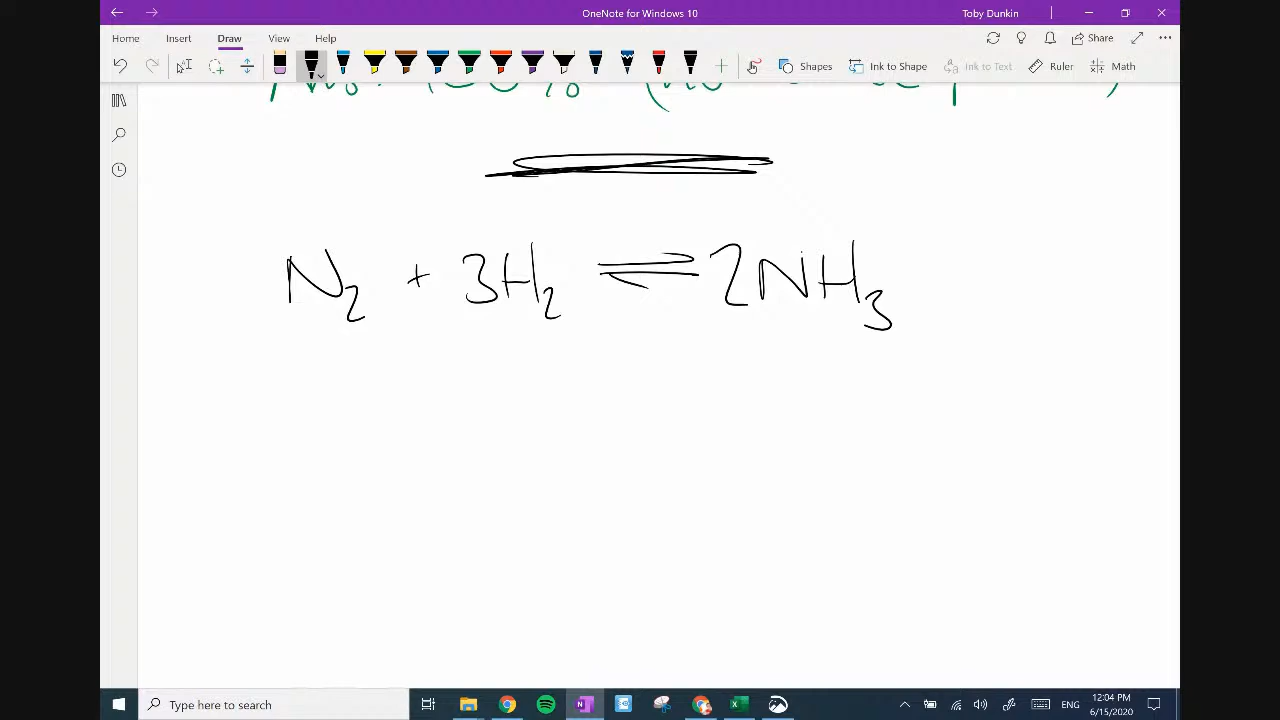 OneNote for Windows 10
Toby Dunkin
Home Insert Draw View Help
Share
Shapes Ink to Shape Ink to Text Ruler Math
N₂ + 3H₂ ⇌ 2NH₃
Type here to search
ENG
12:04 PM
6/15/2020